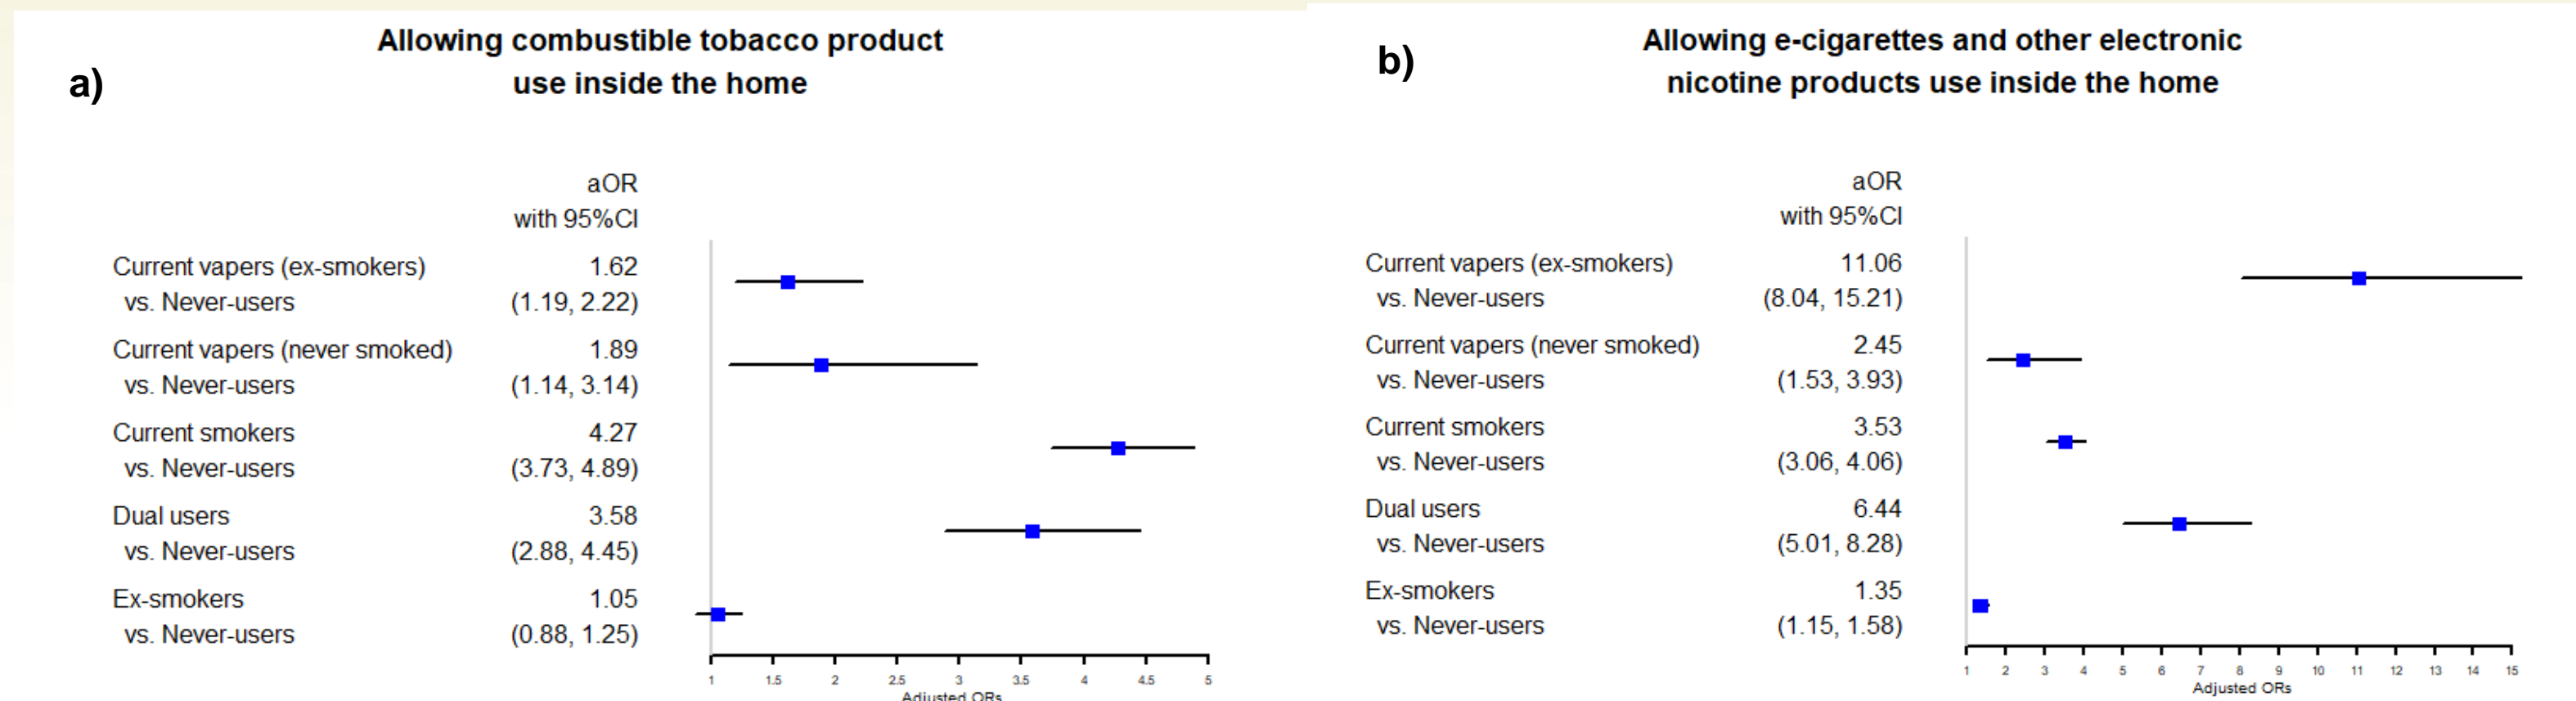 a)
Allowing combustible tobacco product
use inside the home
aOR
with 95%CI
Current vapers (ex-smokers) 1.62
vs. Never-users (1.19, 2.22)
Current vapers (never smoked) 1.89
vs. Never-users (1.14, 3.14)
Current smokers 4.27
vs. Never-users (3.73, 4.89)
Dual users 3.58
vs. Never-users (2.88, 4.45)
Ex-smokers 1.05
vs. Never-users (0.88, 1.25)
1 1.5 2 2.5 3 3.5 4 4.5 5
Adjusted ORs
b)
Allowing e-cigarettes and other electronic
nicotine products use inside the home
aOR
with 95%CI
Current vapers (ex-smokers) 11.06
vs. Never-users (8.04, 15.21)
Current vapers (never smoked) 2.45
vs. Never-users (1.53, 3.93)
Current smokers 3.53
vs. Never-users (3.06, 4.06)
Dual users 6.44
vs. Never-users (5.01, 8.28)
Ex-smokers 1.35
vs. Never-users (1.15, 1.58)
1 2 3 4 5 6 7 8 9 10 11 12 13 14 15
Adjusted ORs